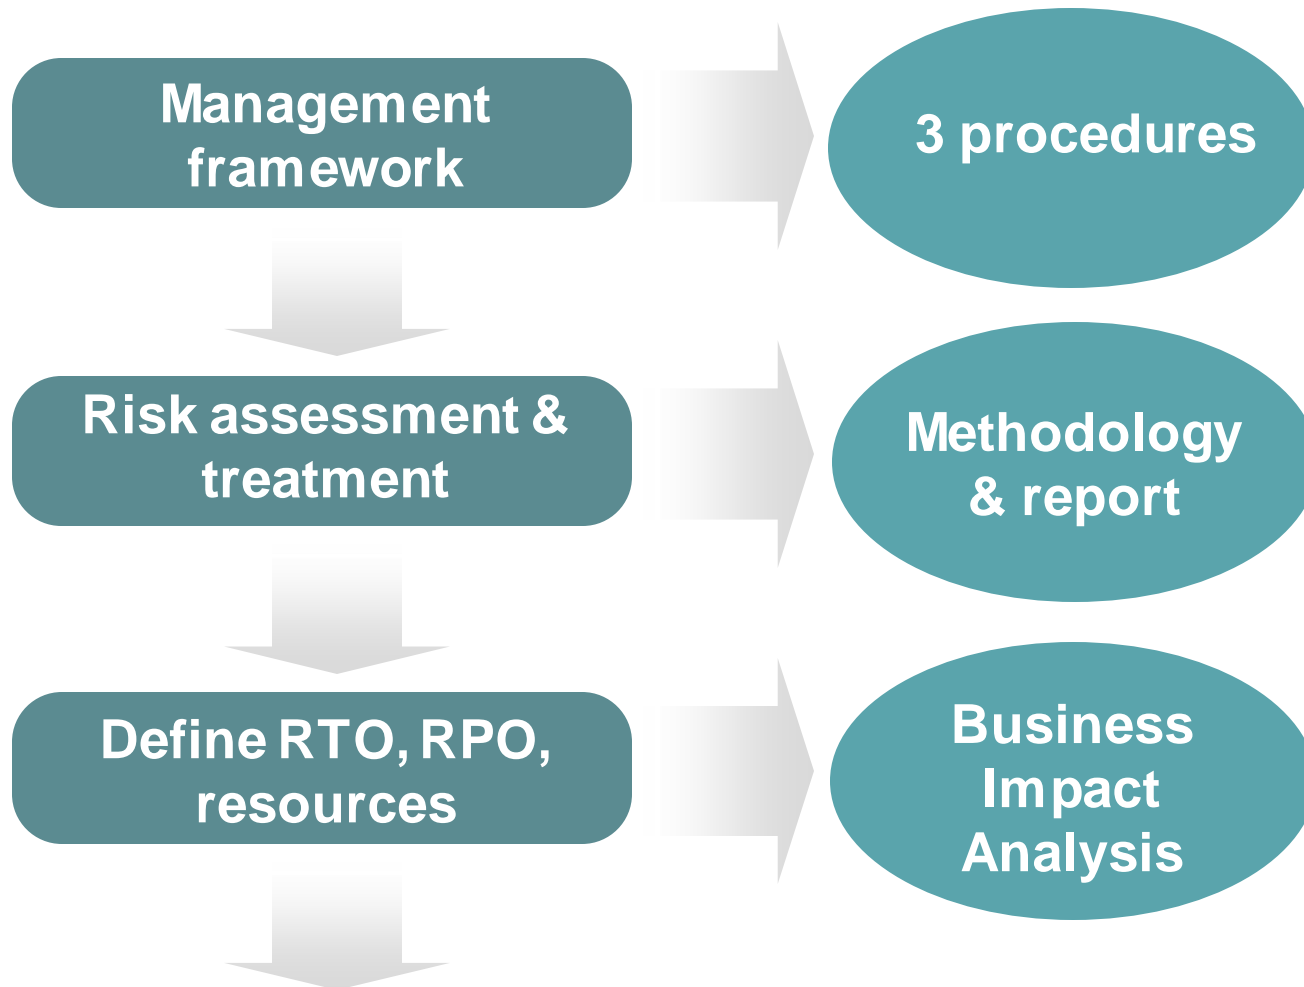 Management
framework
3 procedures
Risk assessment &
treatment
Methodology
& report
Define RTO, RPO,
resources
Business
Impact
Analysis